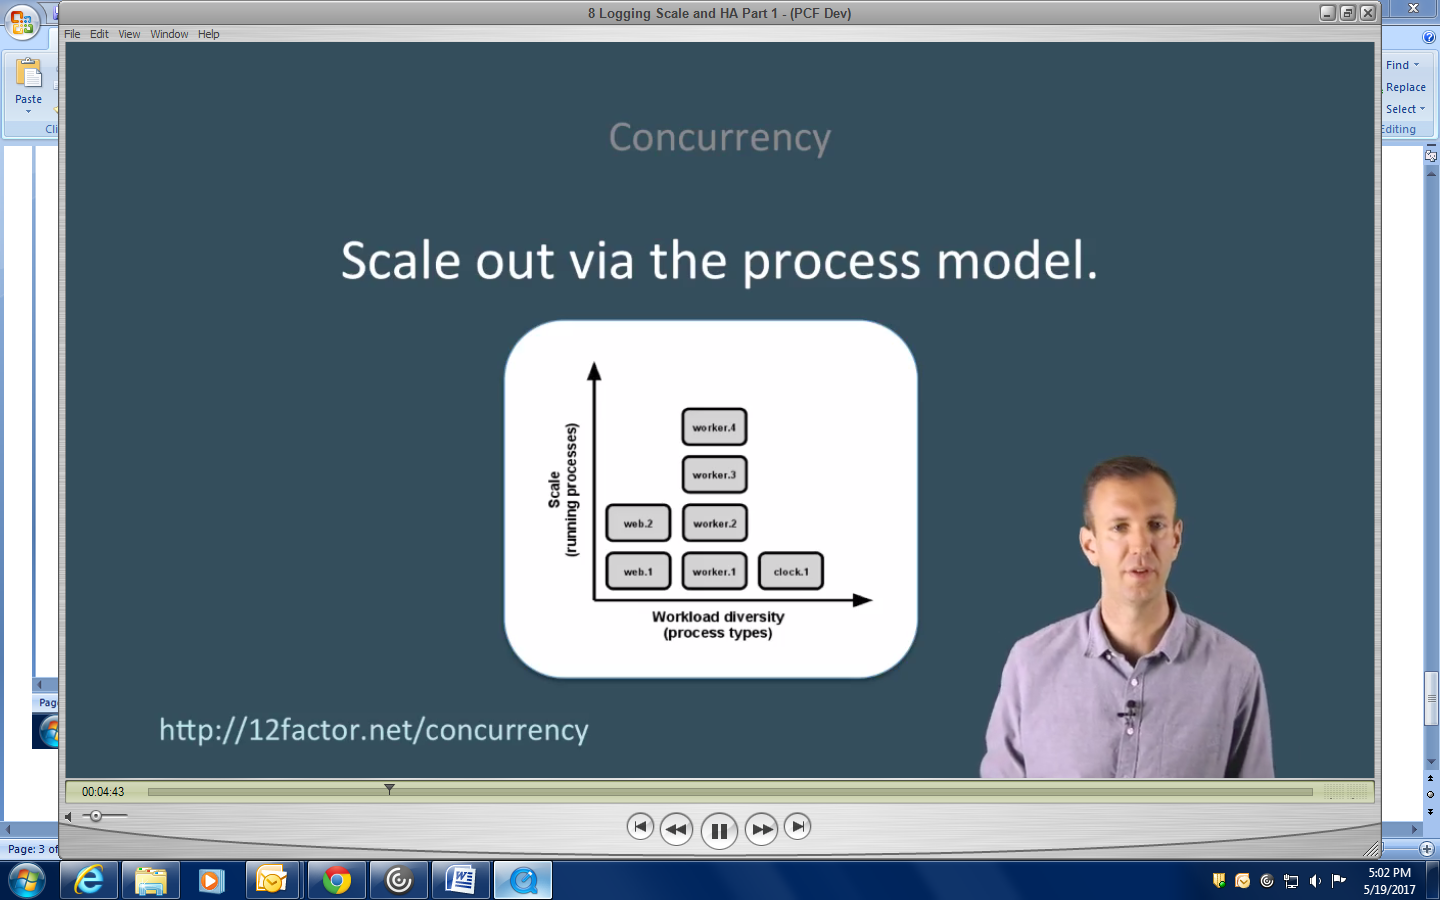 8 Logging Scale and HA Part 1 - (PCF Dev)
File Edit View Window Help
Paste
Cli
Find
Replace
Select
Editing
Concurrency
Scale out via the process model.
Scale
(running processes)
worker.4
worker.3
web.2 worker.2
web.1 worker.1 clock.1
Workload diversity
(process types)
http://12factor.net/concurrency
Page
00:04:43
Page: 3 of
5:02 PM
5/19/2017